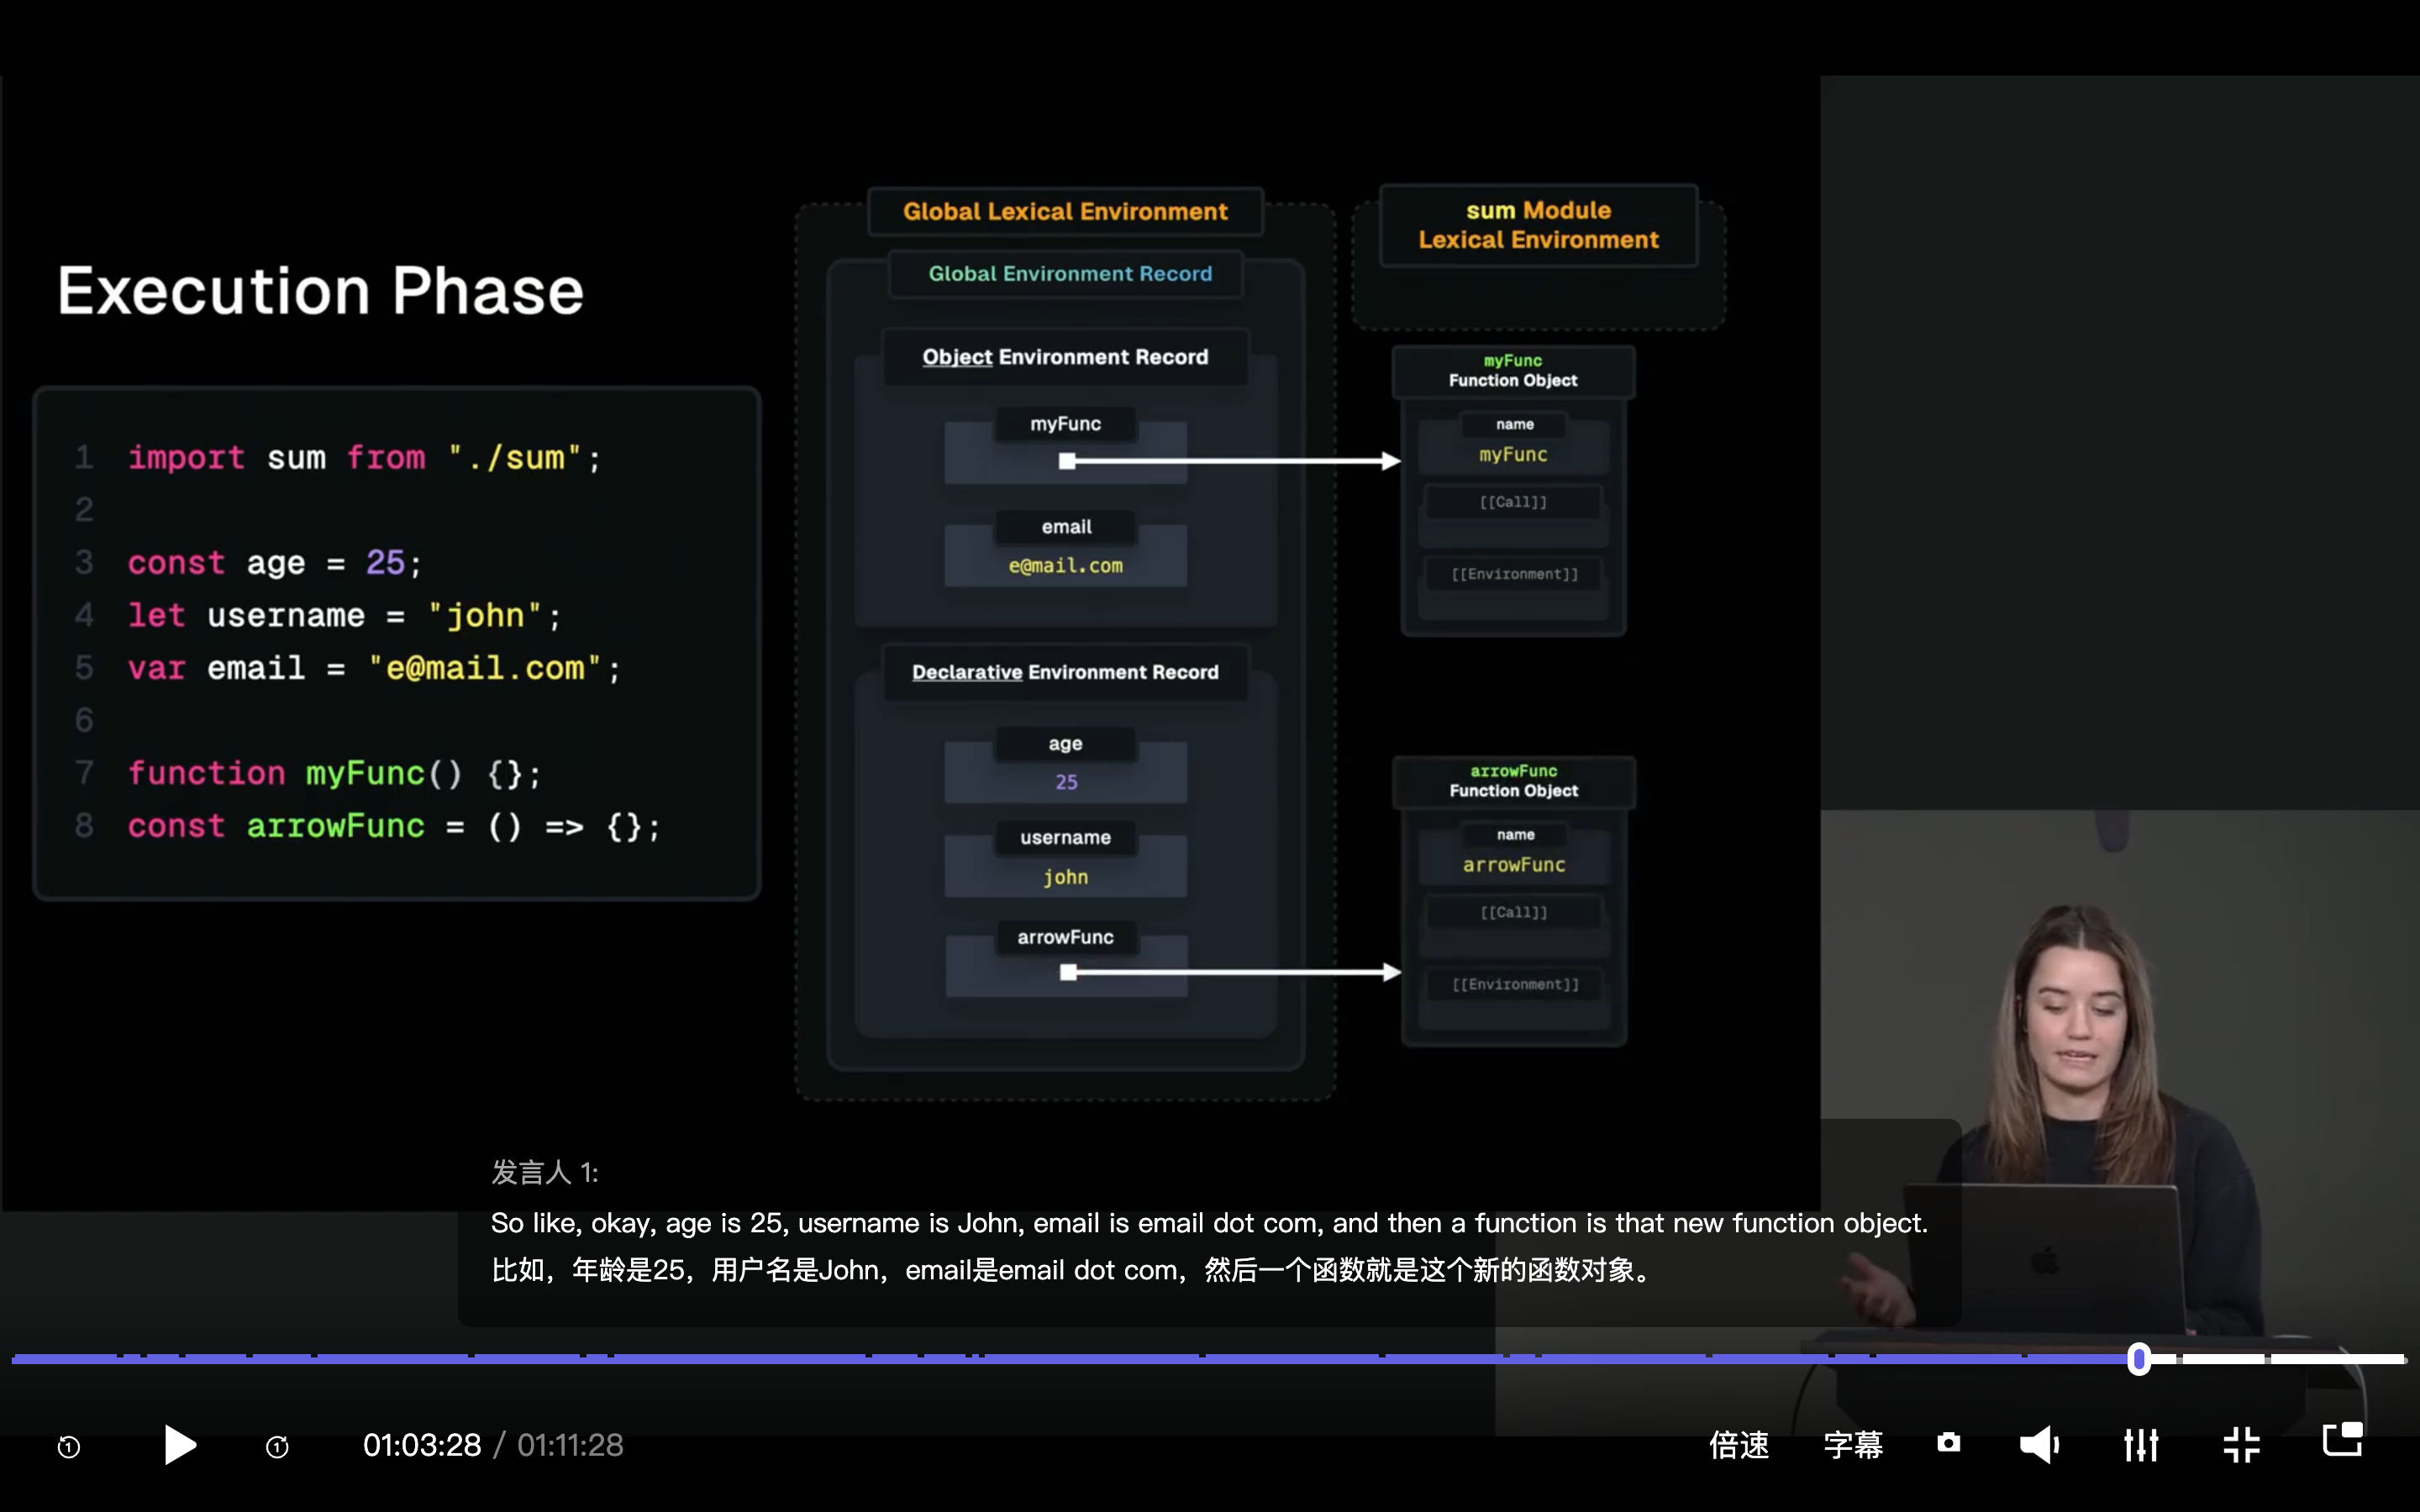 Execution Phase
1 import sum from "./sum";
2
3 const age = 25;
4 let username = "john";
5 var email = "e@mail.com";
6
7 function myFunc() {};
8 const arrowFunc = () => {};
Global Lexical Environment
Global Environment Record
Object Environment Record
myFunc
email
e@mail.com
Declarative Environment Record
age
25
username
john
arrowFunc
sum Module
Lexical Environment
myFunc
Function Object
name
myFunc
[[Call]]
[[Environment]]
arrowFunc
Function Object
name
arrowFunc
[[Call]]
[[Environment]]
发言人 1:
So like, okay, age is 25, username is John, email is email dot com, and then a function is that new function object.
比如，年龄是25，用户名是John，email是email dot com，然后一个函数就是这个新的函数对象。
1
1
01:03:28 / 01:11:28
倍速
字幕